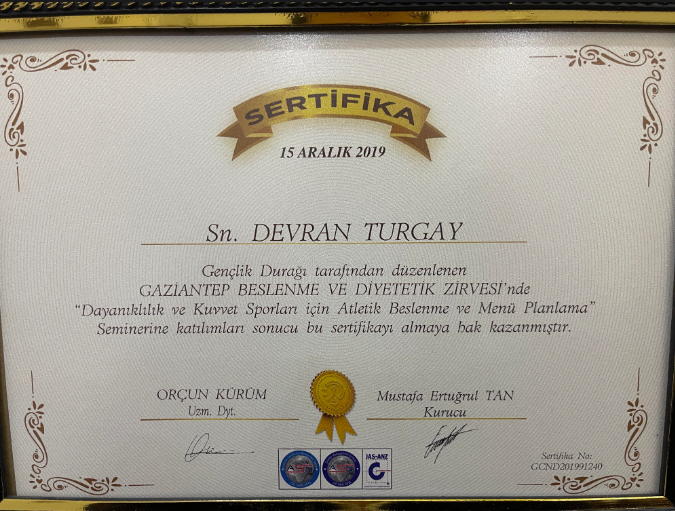 SERTİFİKA
15 ARALIK 2019
Sn. DEVRAN TURGAY
Gençlik Durağı tarafından düzenlenen
GAZİANTEP BESLENME VE DİYETETİK ZİRVESİ'nde
“Dayanıklılık ve Kuvvet Sporları için Atletik Beslenme ve Menü Planlama”
Seminerine katılımları sonucu bu sertifikayı almaya hak kazanmıştır.
ORÇUN KÜRÜM
Uzm. Dyt.
Mustafa Ertuğrul TAN
Kurucu
JAS-ANZ
Sertifika No:
GCND201991240